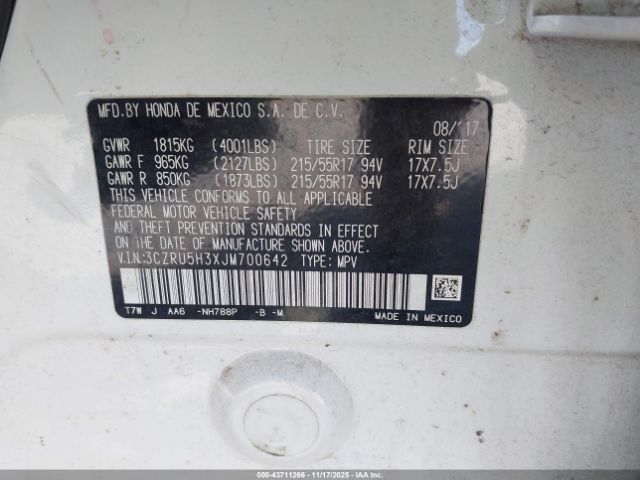 MFD.BY HONDA DE MEXICO S.A. DE C.V.
08/'17
GVWR 1815KG (4001LBS) TIRE SIZE RIM SIZE
GAWR F 965KG (2127LBS) 215/55R17 94V 17X7.5J
GAWR R 850KG (1873LBS) 215/55R17 94V 17X7.5J
THIS VEHICLE CONFORMS TO ALL APPLICABLE
FEDERAL MOTOR VEHICLE SAFETY
AND THEFT PREVENTION STANDARDS IN EFFECT
ON THE DATE OF MANUFACTURE SHOWN ABOVE.
V.I.N.:3CZRU5H3XJM700642 TYPE: MPV
T7W J AA6 -NH788P -B -M
MADE IN MEXICO
000-43711266 - 11/17/2025 - COPYRIGHT IAA